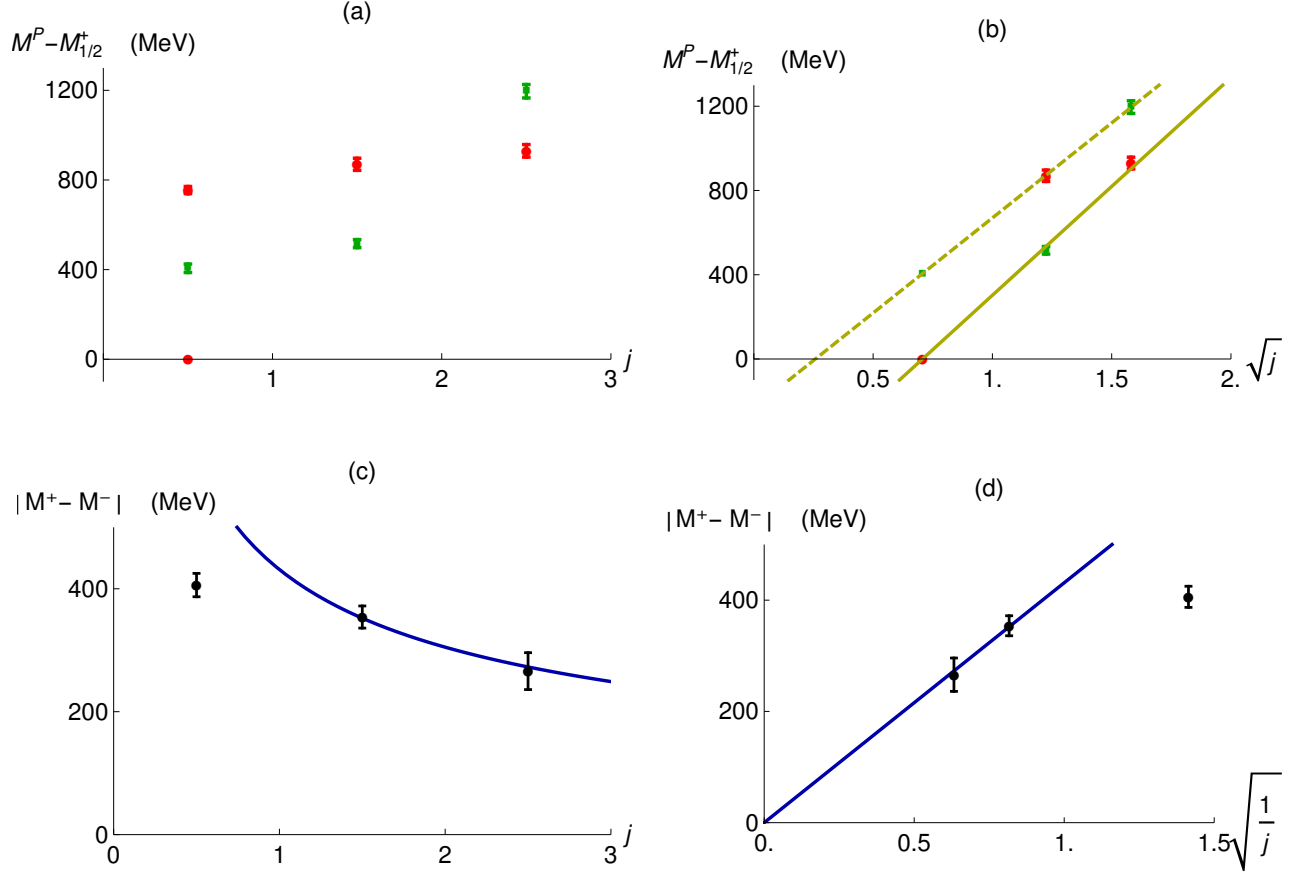 (a)
M^P−M^+_{1/2} (MeV)
1200
800
400
0
1
2
3
j
(b)
M^P−M^+_{1/2} (MeV)
1200
800
400
0
0.5
1.
1.5
2.
√j
(c)
| M^+ − M^− | (MeV)
400
200
0
0
1
2
3
j
(d)
| M^+ − M^− | (MeV)
400
200
0
0.
0.5
1.
1.5
√(1/j)